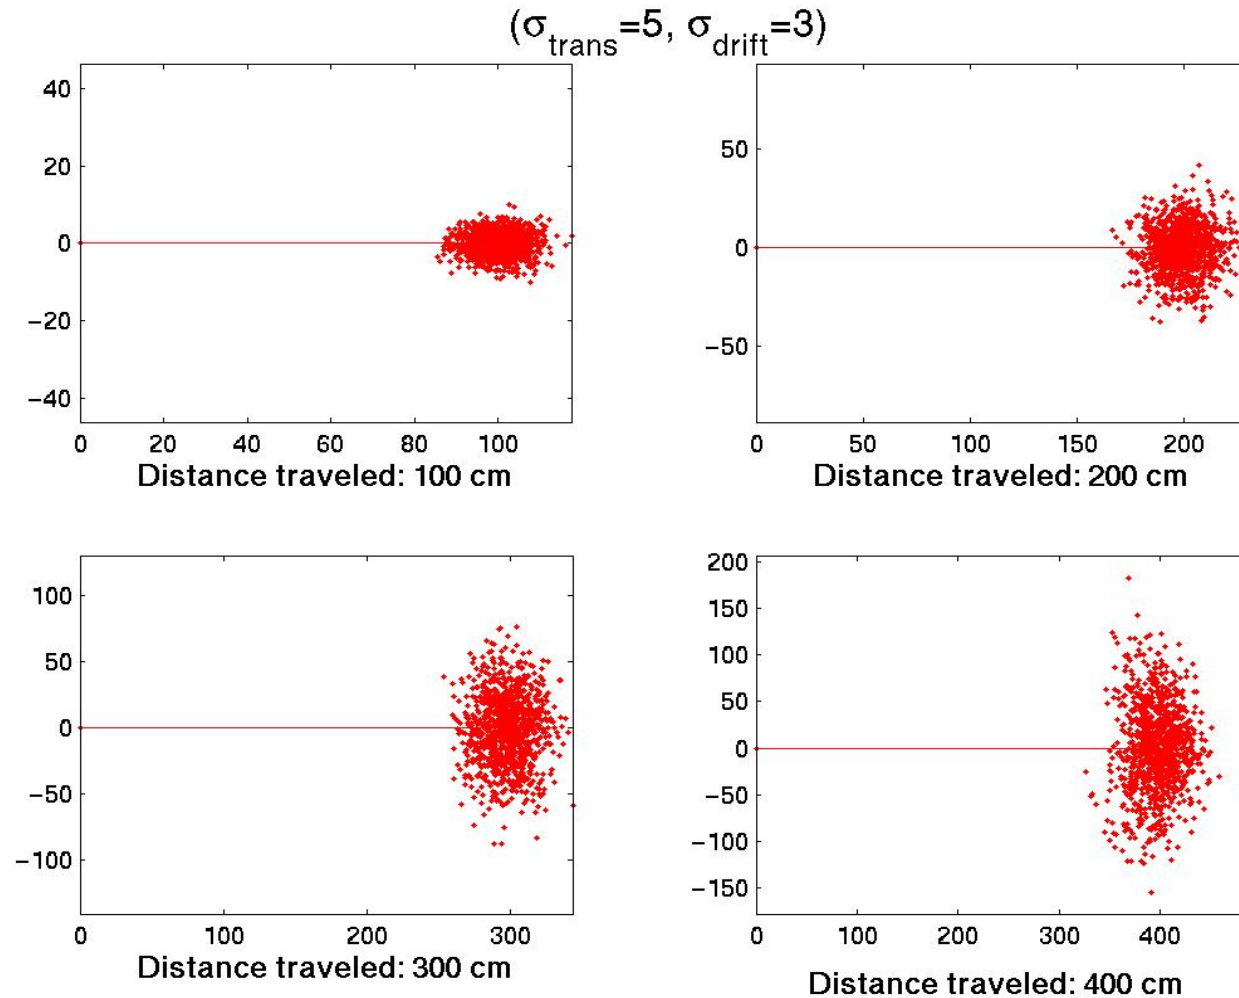 (σtrans=5, σdrift=3)
40
20
0
−20
−40
0 20 40 60 80 100
Distance traveled: 100 cm
50
0
−50
0 50 100 150 200
Distance traveled: 200 cm
100
50
0
−50
−100
0 100 200 300
Distance traveled: 300 cm
200
150
100
50
0
−50
−100
−150
0 100 200 300 400
Distance traveled: 400 cm